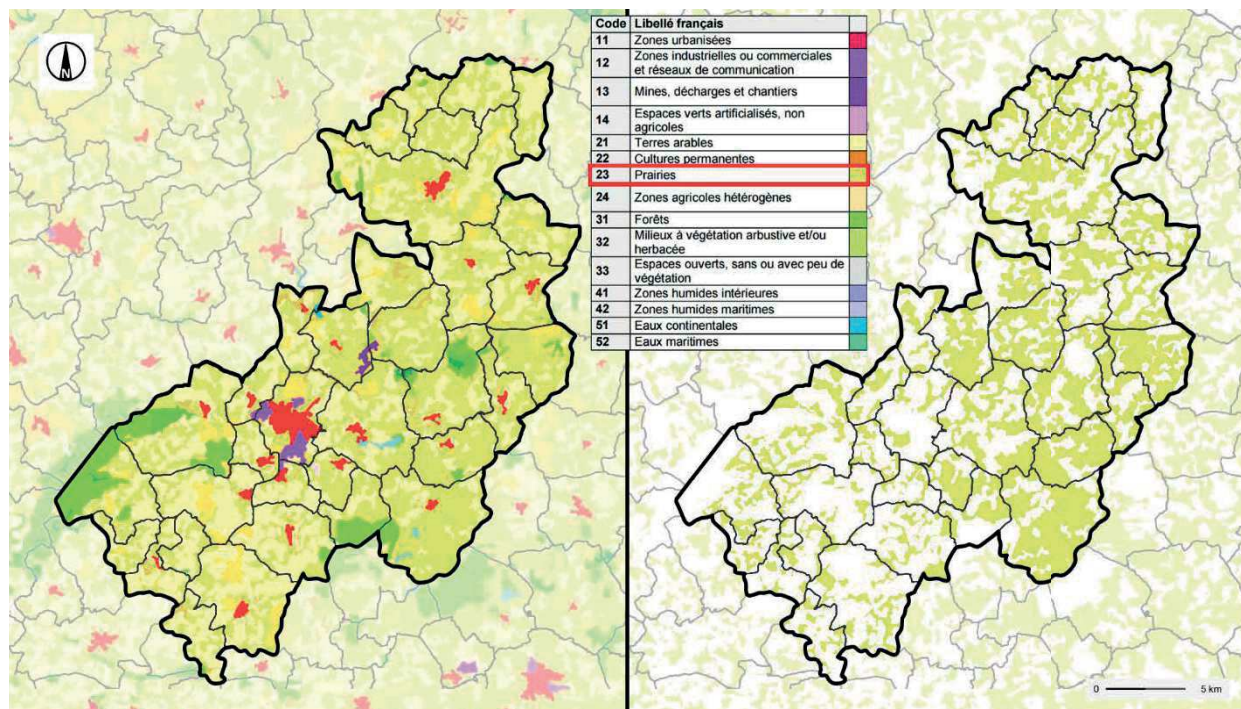 N
Code Libellé français
11 Zones urbanisées
12 Zones industrielles ou commerciales
et réseaux de communication
13 Mines, décharges et chantiers
14 Espaces verts artificialisés, non
agricoles
21 Terres arables
22 Cultures permanentes
23 Prairies
24 Zones agricoles hétérogènes
31 Forêts
32 Milieux à végétation arbustive et/ou
herbacée
33 Espaces ouverts, sans ou avec peu de
végétation
41 Zones humides intérieures
42 Zones humides maritimes
51 Eaux continentales
52 Eaux maritimes
0 5 km